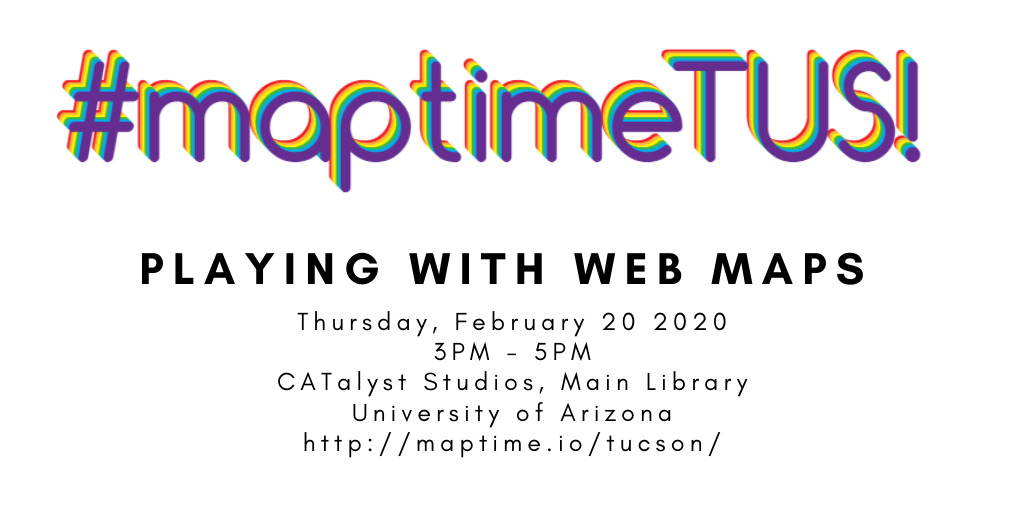 #maptimeTUS!
PLAYING WITH WEB MAPS
Thursday, February 20 2020
3PM - 5PM
CATalyst Studios, Main Library
University of Arizona
http://maptime.io/tucson/